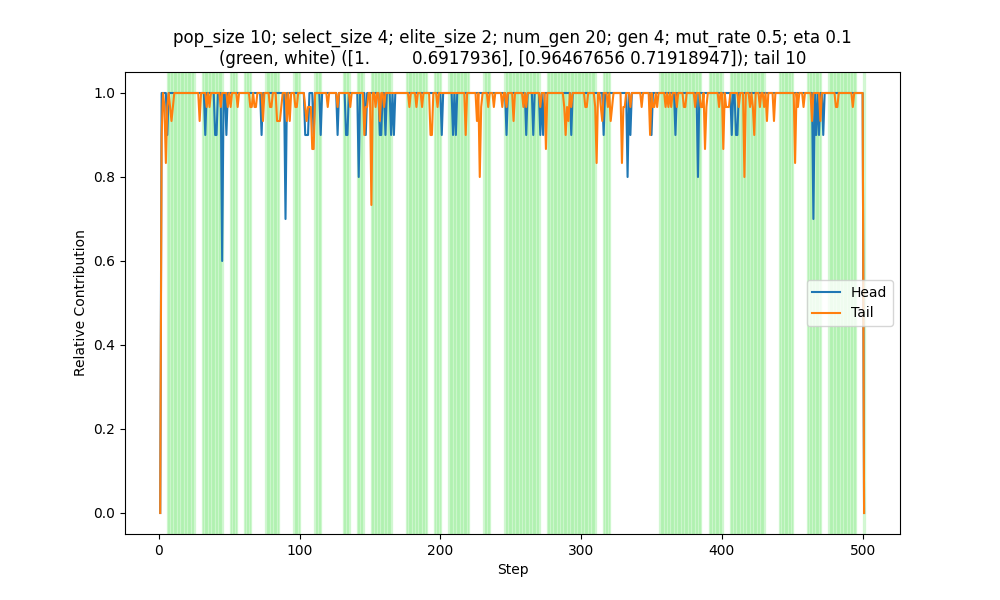 pop_size 10; select_size 4; elite_size 2; num_gen 20; gen 4; mut_rate 0.5; eta 0.1
(green, white) ([1.        0.6917936], [0.96467656 0.71918947]); tail 10
1.0
0.8
0.6
0.4
0.2
0.0
Relative Contribution
Head
Tail
0
100
200
300
400
500
Step